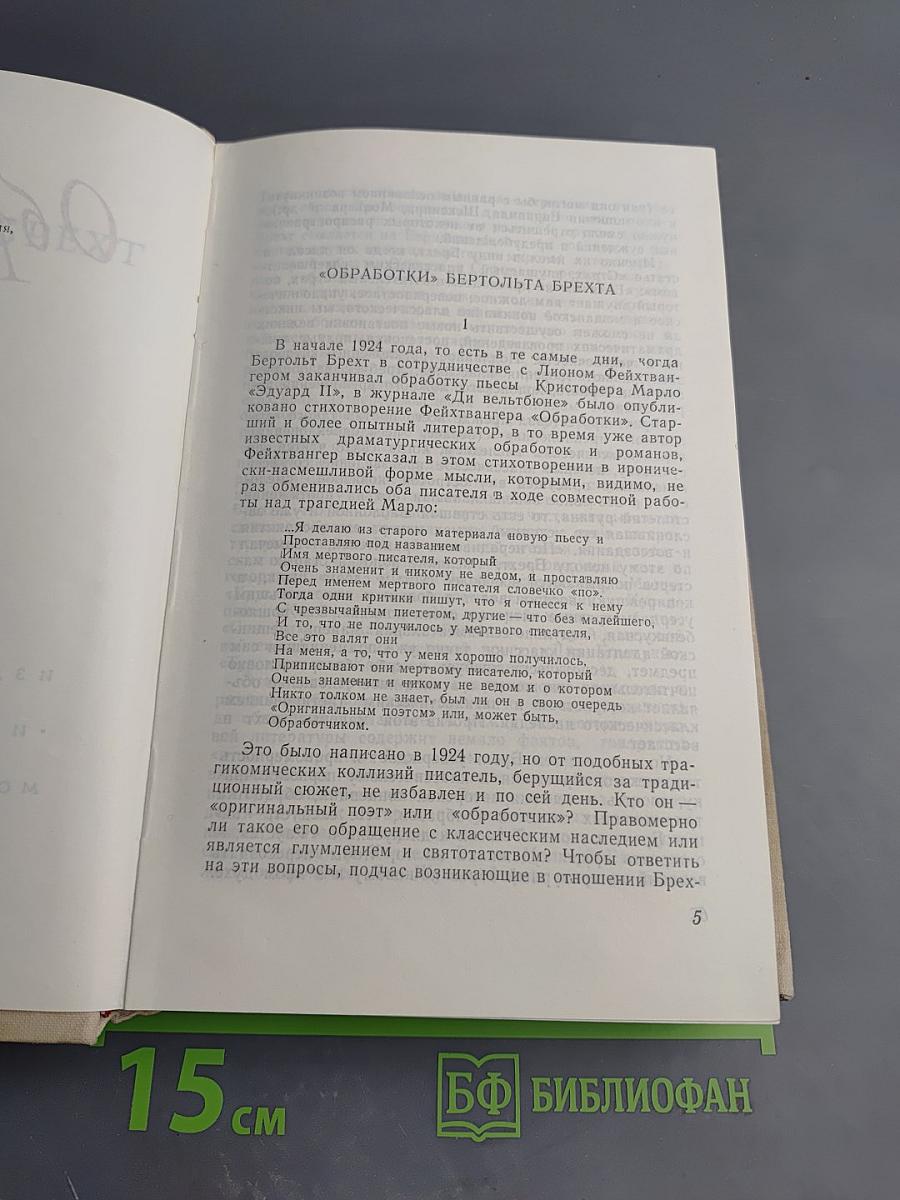 «ОБРАБОТКИ» БЕРТОЛЬТА БРЕХТА
I
В начале 1924 года, то есть в те самые дни, когда
Бертольт Брехт в сотрудничестве с Лионом Фейхтван-
гером заканчивал обработку пьесы Кристофера Марло
«Эдуард II», в журнале «Ди вельтбюне» было опубли-
ковано стихотворение Фейхтвангера «Обработки». Стар-
ший и более опытный литератор, в то время уже автор
известных драматургических обработок и романов,
Фейхтвангер высказал в этом стихотворении в ирониче-
ски-насмешливой форме мысли, которыми, видимо, не
раз обменивались оба писателя в ходе совместной рабо-
ты над трагедией Марло:
...Я делаю из старого материала новую пьесу и
Проставляю под названием
Имя мертвого писателя, который
Очень знаменит и никому не ведом, и проставляю
Перед именем мертвого писателя словечко «по».
Тогда одни критики пишут, что я отнесся к нему
С чрезвычайным пиететом, другие — что без малейшего,
И то, что не получилось у мертвого писателя,
Все это валят они
На меня, а то, что у меня хорошо получилось,
Приписывают они мертвому писателю, который
Очень знаменит и никому не ведом и о котором
Никто толком не знает, был ли он в свою очередь
«Оригинальным поэтом» или, может быть,
Обработчиком.
Это было написано в 1924 году, но от подобных тра-
гикомических коллизий писатель, берущийся за тради-
ционный сюжет, не избавлен и по сей день. Кто он —
«оригинальный поэт» или «обработчик»? Правомерно
ли такое его обращение с классическим наследием или
является глумлением и святотатством? Чтобы ответить
на эти вопросы, подчас возникающие в отношении Брех-
5
15 см
БФ БИБЛИОФАН